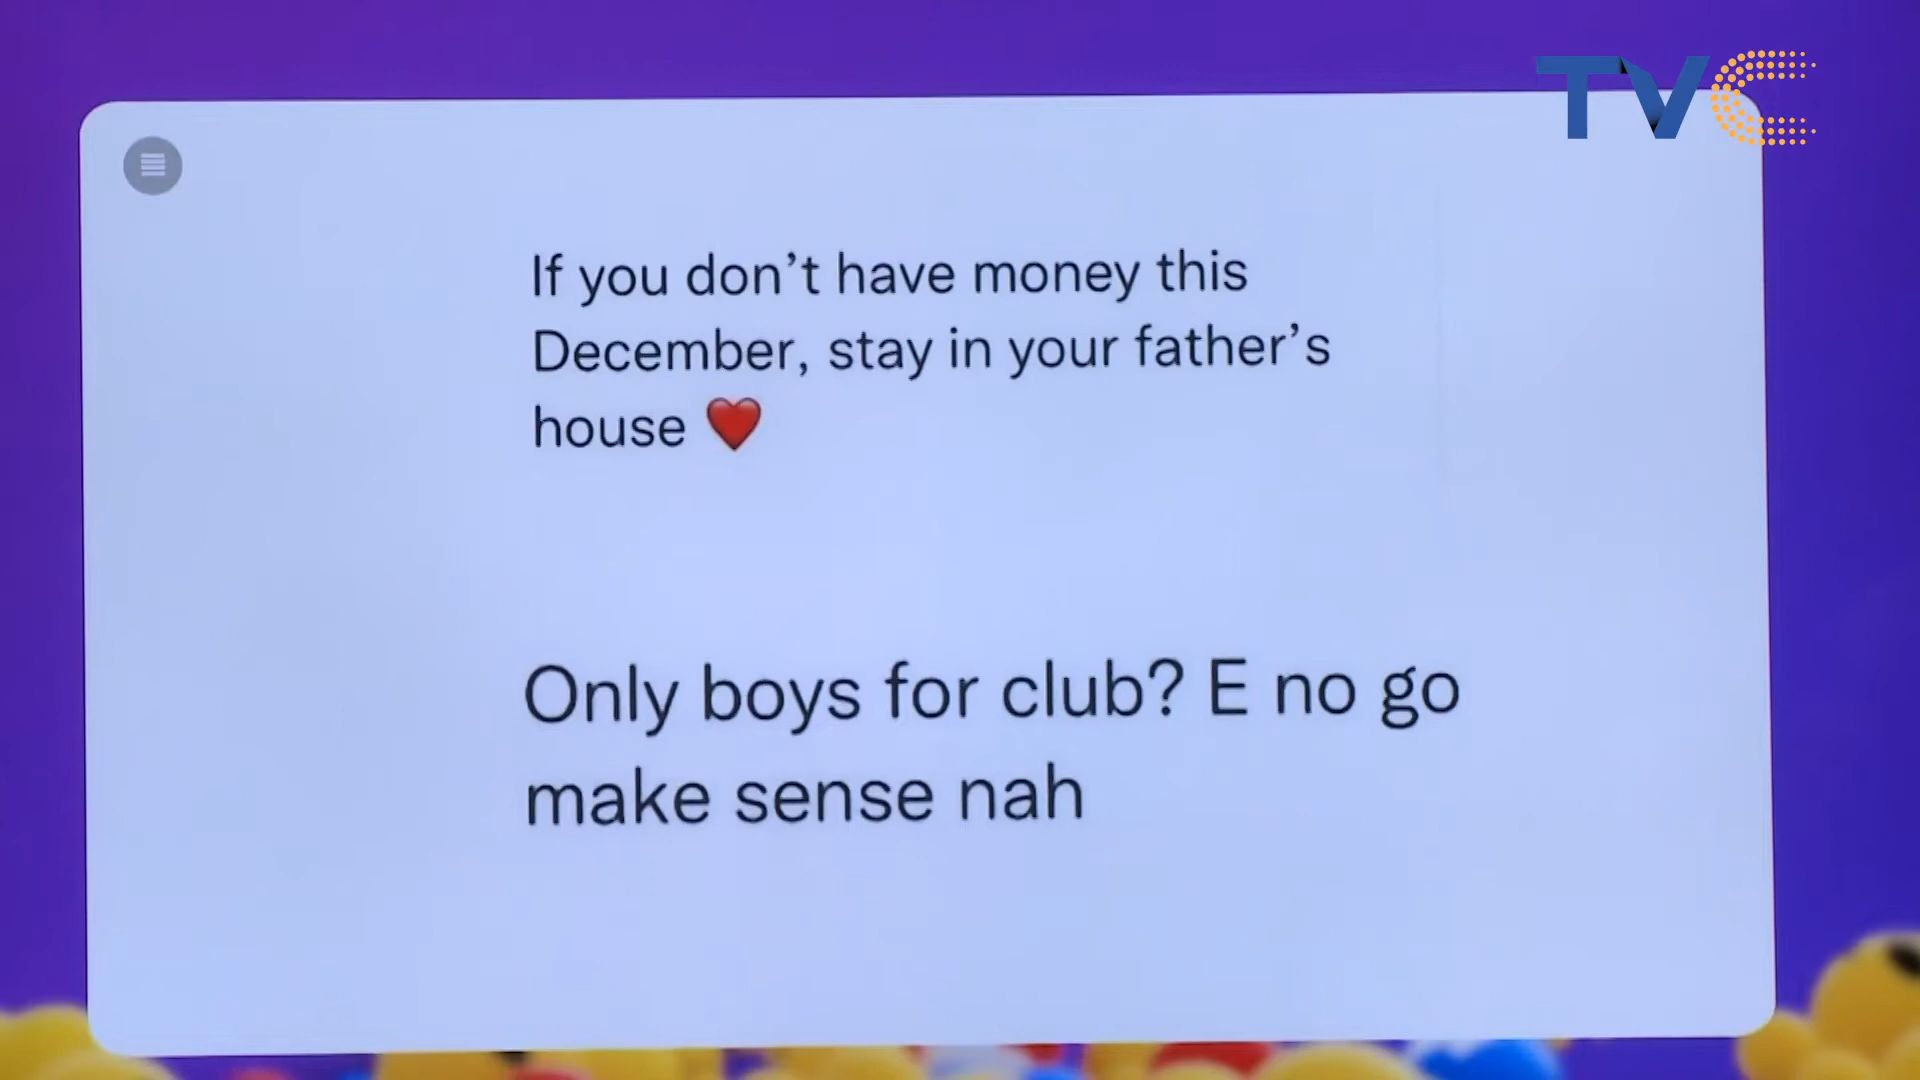 TVC
If you don’t have money this
December, stay in your father’s
house ❤️
Only boys for club? E no go
make sense nah